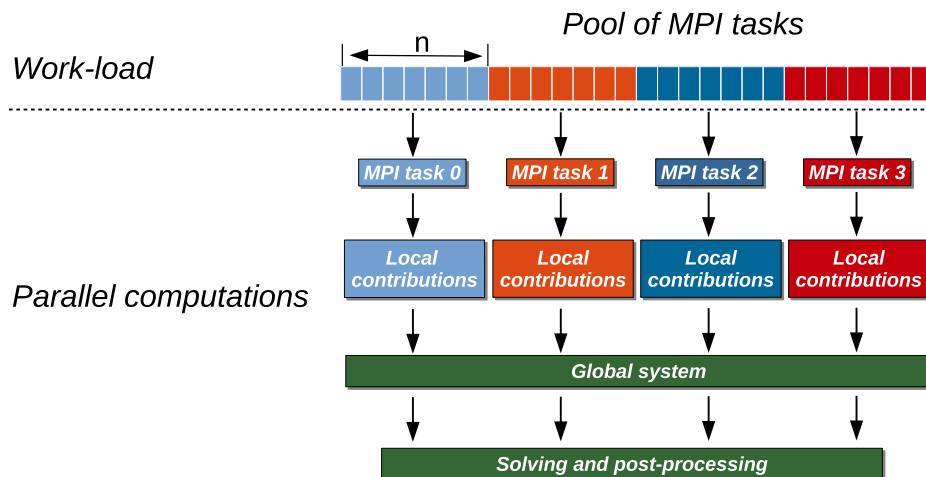 Pool of MPI tasks
n
Work-load
MPI task 0
MPI task 1
MPI task 2
MPI task 3
Local
contributions
Local
contributions
Local
contributions
Local
contributions
Parallel computations
Global system
Solving and post-processing